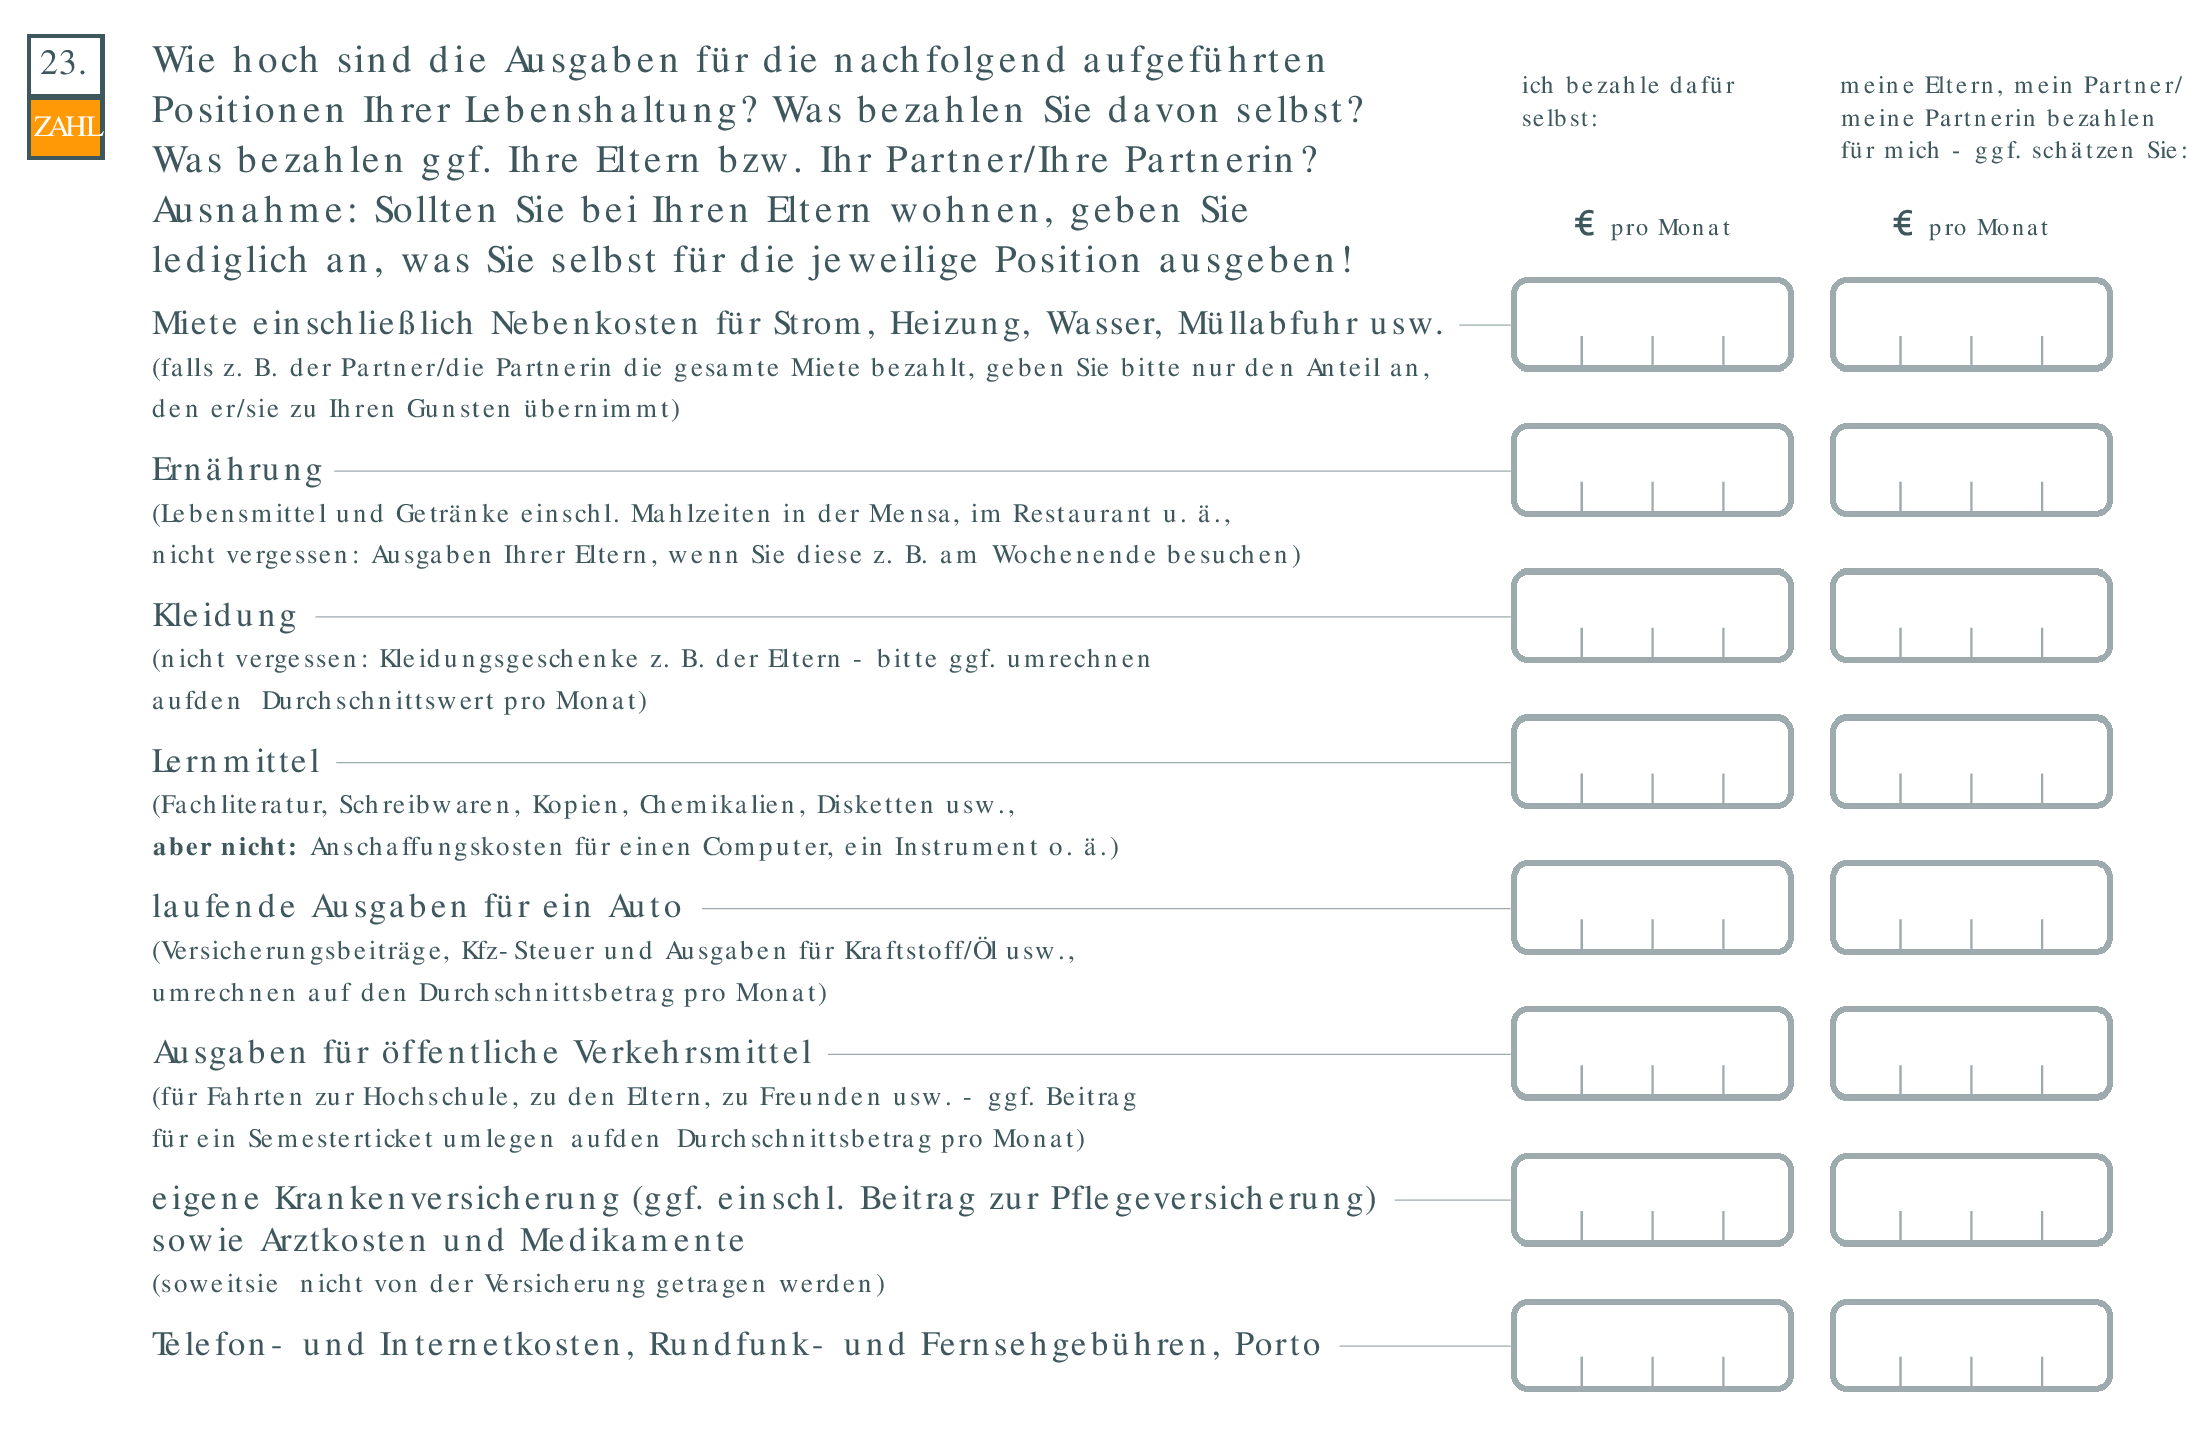 23.
ZAHL
Wie hoch sind die Ausgaben für die nachfolgend aufgeführten
Positionen Ihrer Lebenshaltung? Was bezahlen Sie davon selbst?
Was bezahlen ggf. Ihre Eltern bzw. Ihr Partner/Ihre Partnerin?
Ausnahme: Sollten Sie bei Ihren Eltern wohnen, geben Sie
lediglich an, was Sie selbst für die jeweilige Position ausgeben!
ich bezahle dafür
selbst:
meine Eltern, mein Partner/
meine Partnerin bezahlen
für mich - ggf. schätzen Sie:
€ pro Monat
€ pro Monat
Miete einschließlich Nebenkosten für Strom, Heizung, Wasser, Müllabfuhr usw.
(falls z. B. der Partner/die Partnerin die gesamte Miete bezahlt, geben Sie bitte nur den Anteil an,
den er/sie zu Ihren Gunsten übernimmt)
Ernährung
(Lebensmittel und Getränke einschl. Mahlzeiten in der Mensa, im Restaurant u. ä.,
nicht vergessen: Ausgaben Ihrer Eltern, wenn Sie diese z. B. am Wochenende besuchen)
Kleidung
(nicht vergessen: Kleidungsgeschenke z. B. der Eltern - bitte ggf. umrechnen
aufden Durchschnittswert pro Monat)
Lernmittel
(Fachliteratur, Schreibwaren, Kopien, Chemikalien, Disketten usw.,
aber nicht: Anschaffungskosten für einen Computer, ein Instrument o. ä.)
laufende Ausgaben für ein Auto
(Versicherungsbeiträge, Kfz-Steuer und Ausgaben für Kraftstoff/Öl usw.,
umrechnen auf den Durchschnittsbetrag pro Monat)
Ausgaben für öffentliche Verkehrsmittel
(für Fahrten zur Hochschule, zu den Eltern, zu Freunden usw. - ggf. Beitrag
für ein Semesterticket umlegen aufden Durchschnittsbetrag pro Monat)
eigene Krankenversicherung (ggf. einschl. Beitrag zur Pflegeversicherung)
sowie Arztkosten und Medikamente
(soweitsie nicht von der Versicherung getragen werden)
Telefon- und Internetkosten, Rundfunk- und Fernsehgebühren, Porto